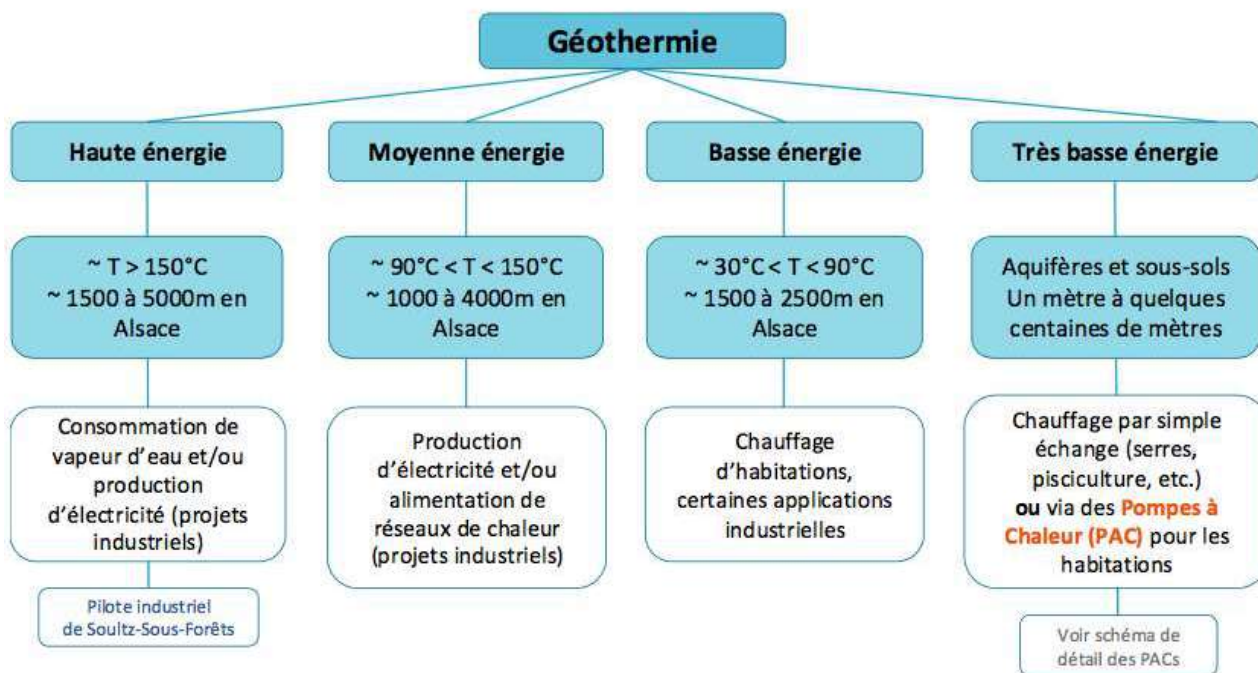 Géothermie
Haute énergie
Moyenne énergie
Basse énergie
Très basse énergie
~ T > 150°C
~ 1500 à 5000m en
Alsace
~ 90°C < T < 150°C
~ 1000 à 4000m en
Alsace
~ 30°C < T < 90°C
~ 1500 à 2500m en
Alsace
Aquifères et sous-sols
Un mètre à quelques
centaines de mètres
Consommation de
vapeur d'eau et/ou
production
d'électricité (projets
industriels)
Production
d'électricité et/ou
alimentation de
réseaux de chaleur
(projets industriels)
Chauffage
d'habitations,
certaines applications
industrielles
Chauffage par simple
échange (serres,
pisciculture, etc.)
ou via des Pompes à
Chaleur (PAC) pour les
habitations
Pilote industriel
de Soultz-Sous-Forêts
Voir schéma de
détail des PACs